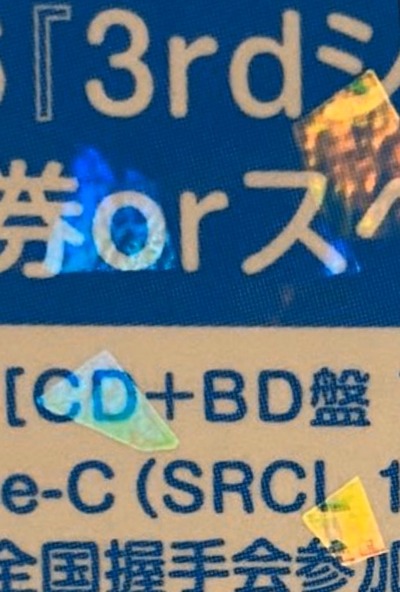 『3rdシ
券orスペ
[CD+BD盤
e-C (SRCL 1
全国握手会参加